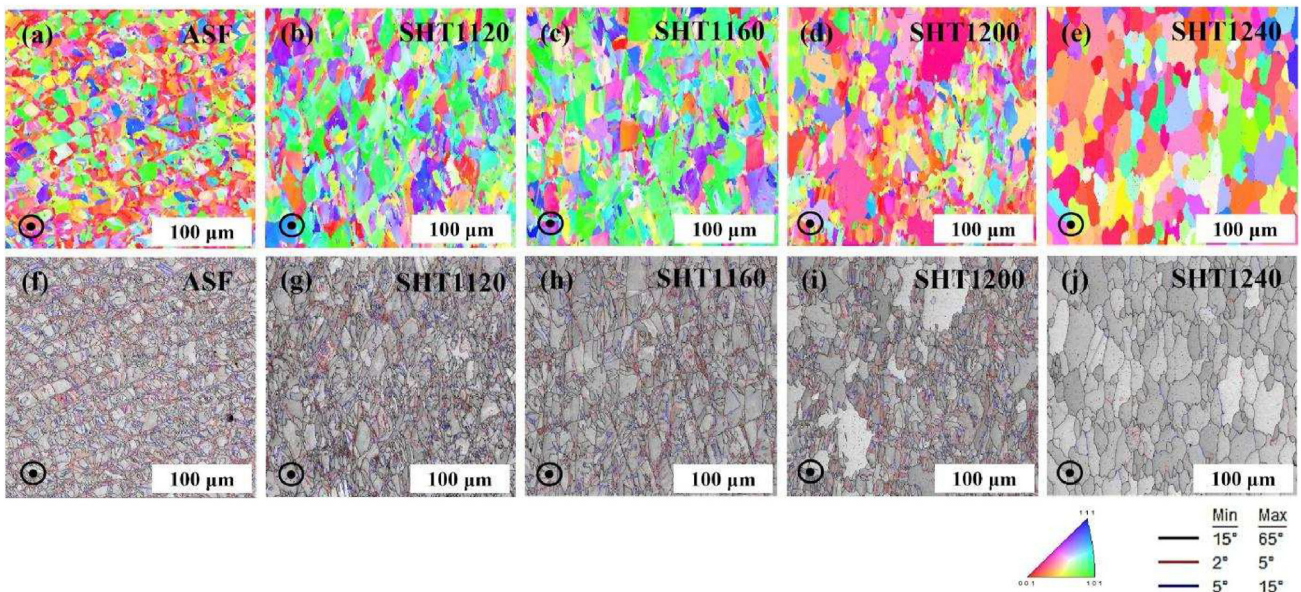 (a) ASF
(b) SHT1120
(c) SHT1160
(d) SHT1200
(e) SHT1240
100 μm
100 μm
100 μm
100 μm
100 μm
(f) ASF
(g) SHT1120
(h) SHT1160
(i) SHT1200
(j) SHT1240
100 μm
100 μm
100 μm
100 μm
100 μm
111
001 101
Min Max
15° 65°
2° 5°
5° 15°